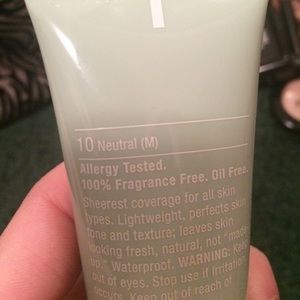 10 Neutral (M)
Allergy Tested.
100% Fragrance Free. Oil Free.
Sheerest coverage for all skin
types. Lightweight, perfects skin
tone and texture; leaves skin
looking fresh, natural, not "made-
up." Waterproof. WARNING: Keep
out of eyes. Stop use if irritation
occurs. Keep out of reach of